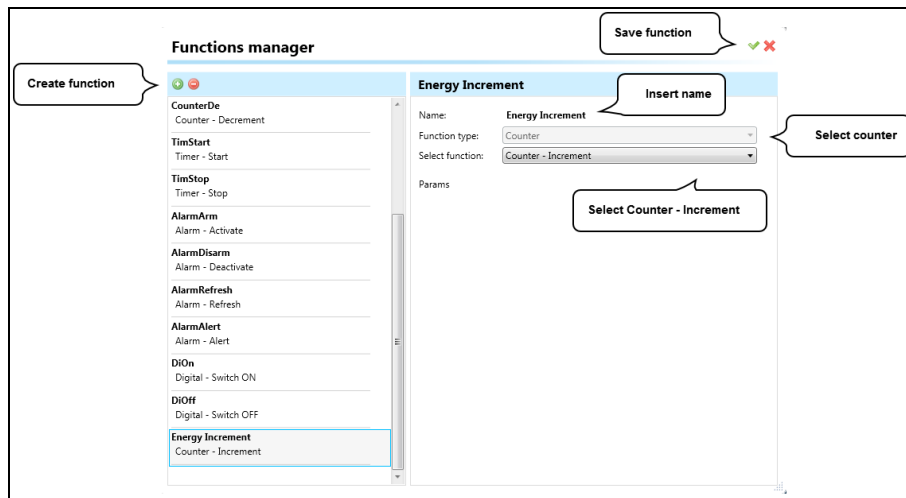 Save function
Functions manager
Create function
Energy Increment
Insert name
CounterDe
Counter - Decrement
Name: Energy Increment
Function type: Counter
Select counter
TimStart
Timer - Start
Select function: Counter - Increment
TimStop
Timer - Stop
Params
Select Counter - Increment
AlarmArm
Alarm - Activate
AlarmDisarm
Alarm - Deactivate
AlarmRefresh
Alarm - Refresh
AlarmAlert
Alarm - Alert
DiOn
Digital - Switch ON
DiOff
Digital - Switch OFF
Energy Increment
Counter - Increment